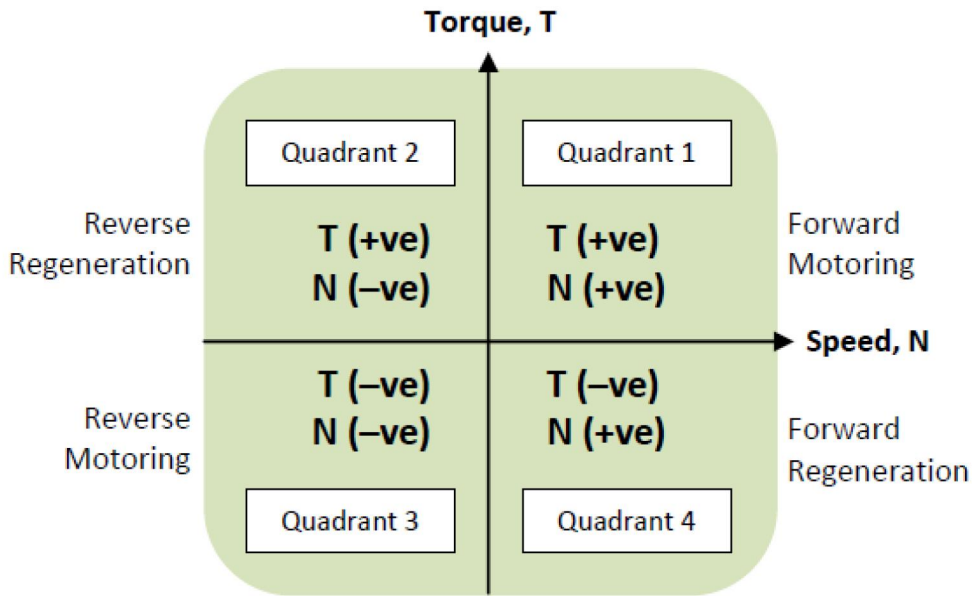 Torque, T
Quadrant 2
Quadrant 1
Reverse
Regeneration
T (+ve)
N (–ve)
T (+ve)
N (+ve)
Forward
Motoring
Speed, N
Reverse
Motoring
T (–ve)
N (–ve)
T (–ve)
N (+ve)
Forward
Regeneration
Quadrant 3
Quadrant 4